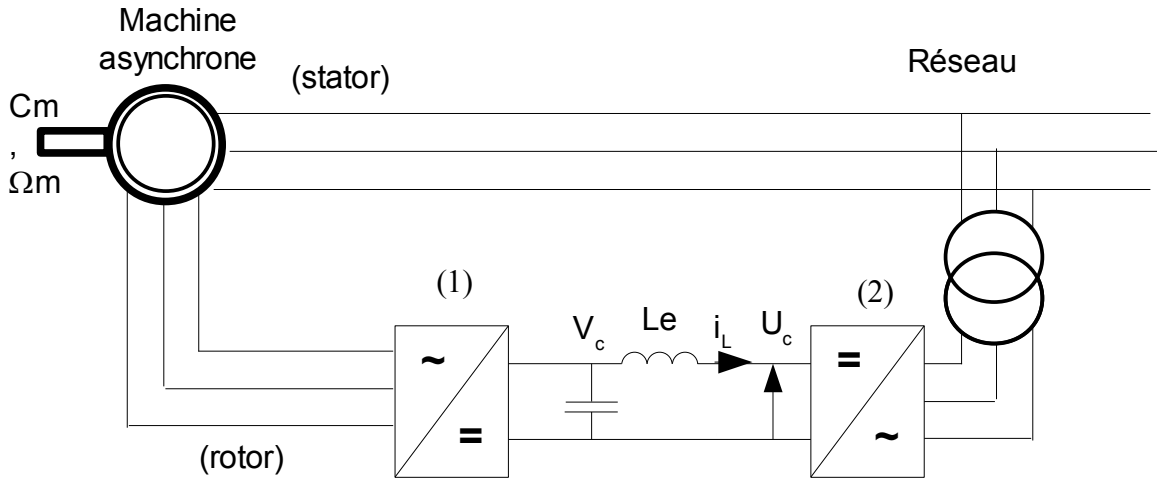 Machine
asynchrone
(stator)
Réseau
Cm
,
Ωm
(1)
(2)
~
=
Vc
Le
iL
Uc
=
~
(rotor)